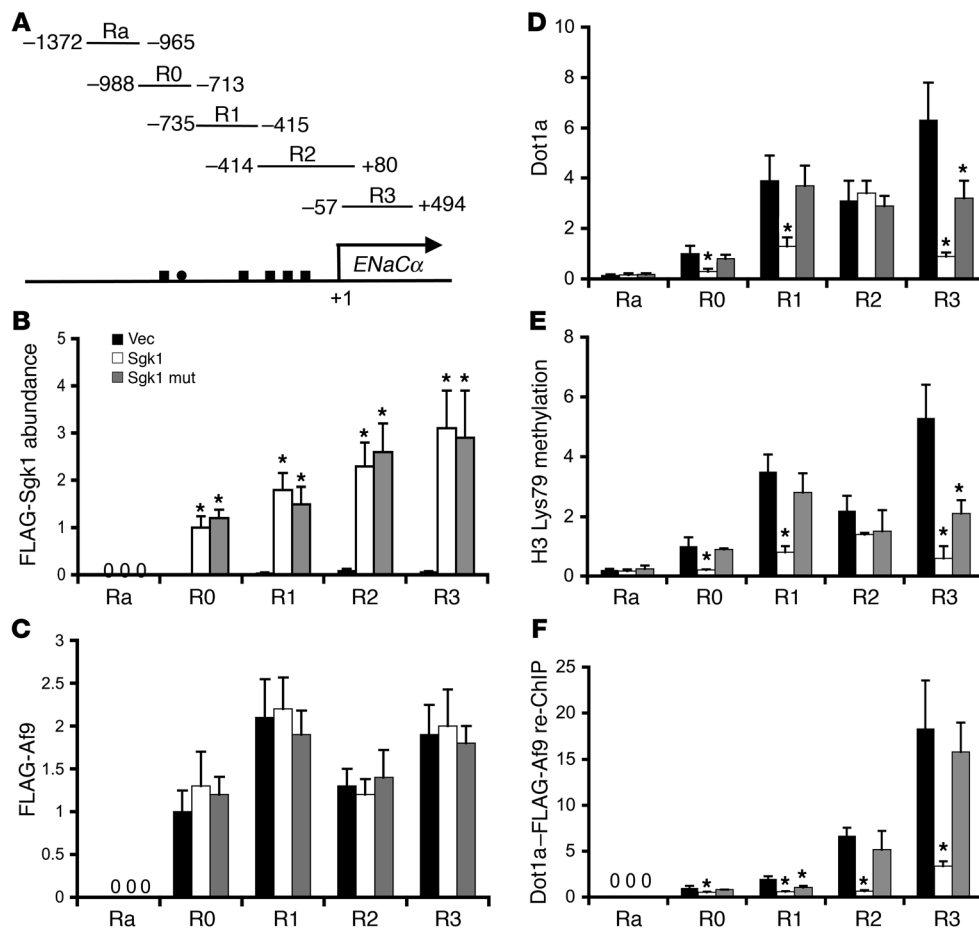 A
−1372 Ra −965
−988 R0 −713
−735 R1 −415
−414 R2 +80
−57 R3 +494
ENaCα
+1
B
FLAG-Sgk1 abundance
5
4
3
2
1
0
Vec
Sgk1
Sgk1 mut
* * * * * * * *
0 0 0
Ra R0 R1 R2 R3
C
FLAG-Af9
3
2.5
2
1.5
1
0.5
0
0 0 0
Ra R0 R1 R2 R3
D
Dot1a
10
8
6
4
2
0
* * * *
Ra R0 R1 R2 R3
E
H3 Lys79 methylation
8
6
4
2
0
* * * *
Ra R0 R1 R2 R3
F
Dot1a–FLAG-Af9 re-ChIP
25
20
15
10
5
0
0 0 0
* * * * *
Ra R0 R1 R2 R3